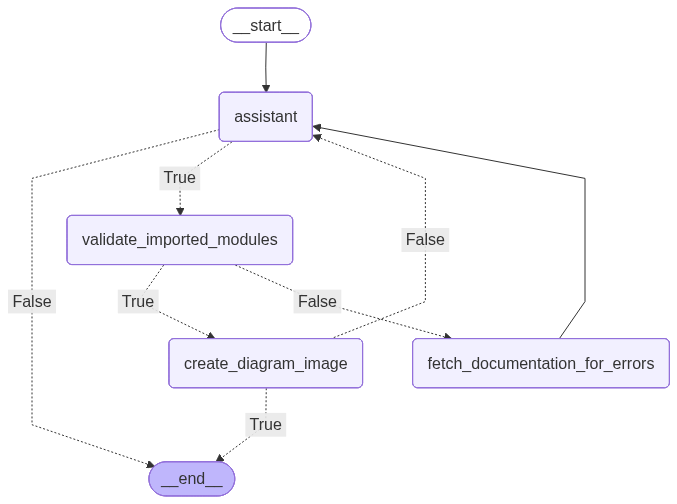 __start__
assistant
True
validate_imported_modules
False
False
True
False
create_diagram_image
fetch_documentation_for_errors
True
__end__